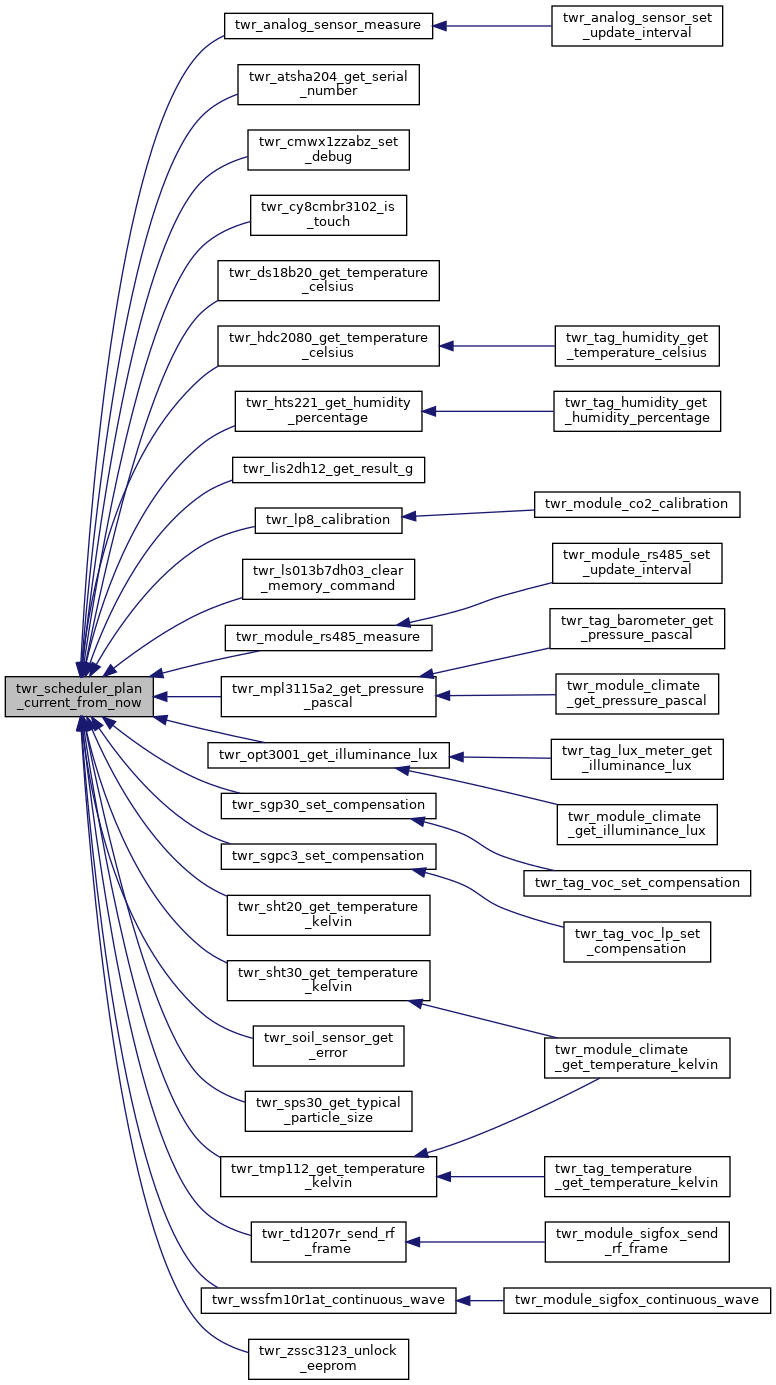 twr_analog_sensor_measure
twr_analog_sensor_set
_update_interval
twr_atsha204_get_serial
_number
twr_cmwx1zzabz_set
_debug
twr_cy8cmbr3102_is
_touch
twr_ds18b20_get_temperature
_celsius
twr_hdc2080_get_temperature
_celsius
twr_tag_humidity_get
_temperature_celsius
twr_hts221_get_humidity
_percentage
twr_tag_humidity_get
_humidity_percentage
twr_lis2dh12_get_result_g
twr_lp8_calibration
twr_module_co2_calibration
twr_ls013b7dh03_clear
_memory_command
twr_module_rs485_set
_update_interval
twr_module_rs485_measure
twr_tag_barometer_get
_pressure_pascal
twr_scheduler_plan
_current_from_now
twr_mpl3115a2_get_pressure
_pascal
twr_module_climate
_get_pressure_pascal
twr_opt3001_get_illuminance_lux
twr_tag_lux_meter_get
_illuminance_lux
twr_sgp30_set_compensation
twr_module_climate
_get_illuminance_lux
twr_sgpc3_set_compensation
twr_tag_voc_set_compensation
twr_sht20_get_temperature
_kelvin
twr_tag_voc_lp_set
_compensation
twr_sht30_get_temperature
_kelvin
twr_soil_sensor_get
_error
twr_module_climate
_get_temperature_kelvin
twr_sps30_get_typical
_particle_size
twr_tmp112_get_temperature
_kelvin
twr_tag_temperature
_get_temperature_kelvin
twr_td1207r_send_rf
_frame
twr_module_sigfox_send
_rf_frame
twr_wssfm10r1at_continuous_wave
twr_module_sigfox_continuous_wave
twr_zssc3123_unlock
_eeprom